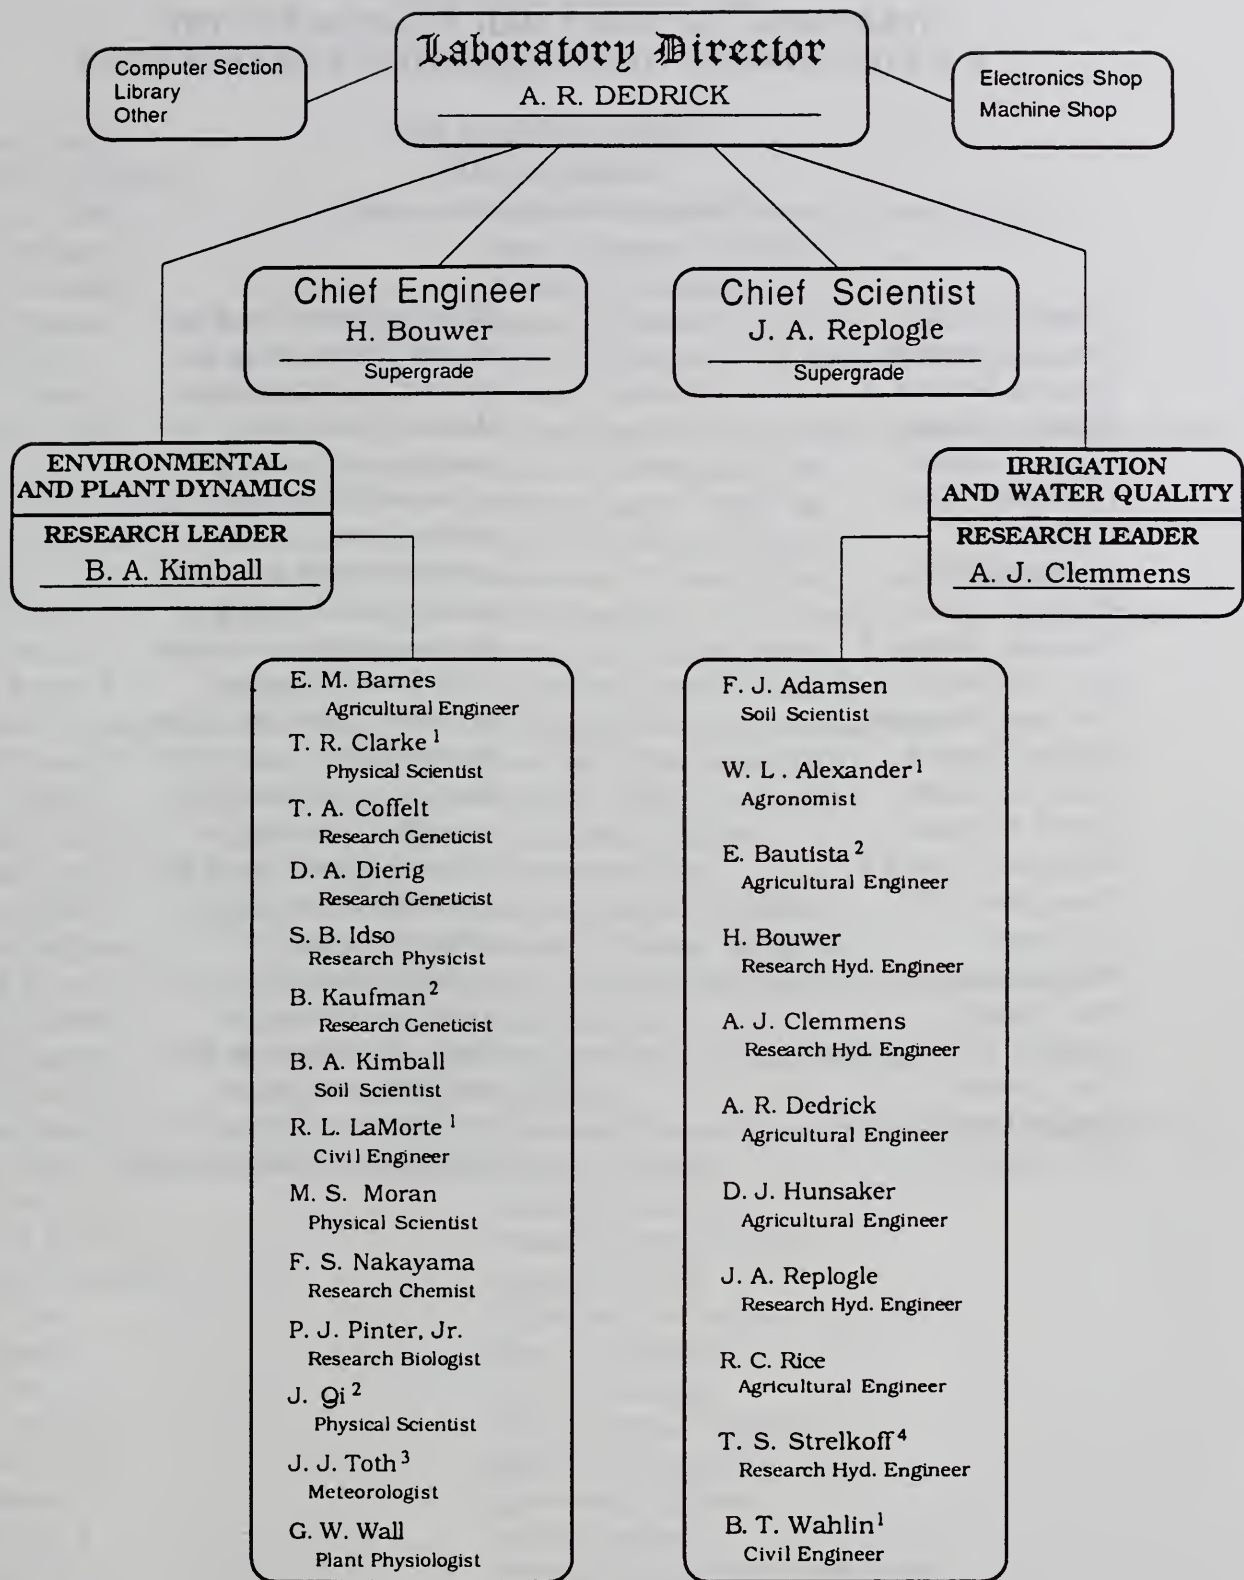 Laboratory Director
A. R. DEDRICK
Computer Section
Library
Other
Electronics Shop
Machine Shop
Chief Engineer
H. Bouwer
Supergrade
Chief Scientist
J. A. Replogle
Supergrade
ENVIRONMENTAL
AND PLANT DYNAMICS
RESEARCH LEADER
B. A. Kimball
IRRIGATION
AND WATER QUALITY
RESEARCH LEADER
A. J. Clemmens
E. M. Barnes
Agricultural Engineer
T. R. Clarke 1
Physical Scientist
T. A. Coffelt
Research Geneticist
D. A. Dierig
Research Geneticist
S. B. Idso
Research Physicist
B. Kaufman 2
Research Geneticist
B. A. Kimball
Soil Scientist
R. L. LaMorte 1
Civil Engineer
M. S. Moran
Physical Scientist
F. S. Nakayama
Research Chemist
P. J. Pinter, Jr.
Research Biologist
J. Qi 2
Physical Scientist
J. J. Toth 3
Meteorologist
G. W. Wall
Plant Physiologist
F. J. Adamsen
Soil Scientist
W. L. Alexander 1
Agronomist
E. Bautista 2
Agricultural Engineer
H. Bouwer
Research Hyd. Engineer
A. J. Clemmens
Research Hyd. Engineer
A. R. Dedrick
Agricultural Engineer
D. J. Hunsaker
Agricultural Engineer
J. A. Replogle
Research Hyd. Engineer
R. C. Rice
Agricultural Engineer
T. S. Strelkoff 4
Research Hyd. Engineer
B. T. Wahlin 1
Civil Engineer